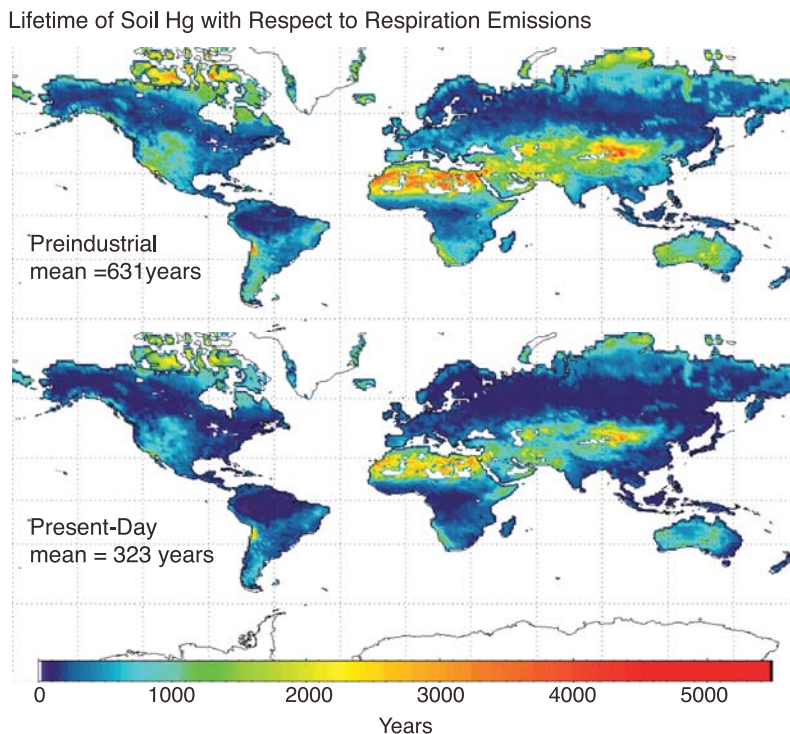 Lifetime of Soil Hg with Respect to Respiration Emissions
Preindustrial
mean =631years
Present-Day
mean = 323 years
0 1000 2000 3000 4000 5000
Years